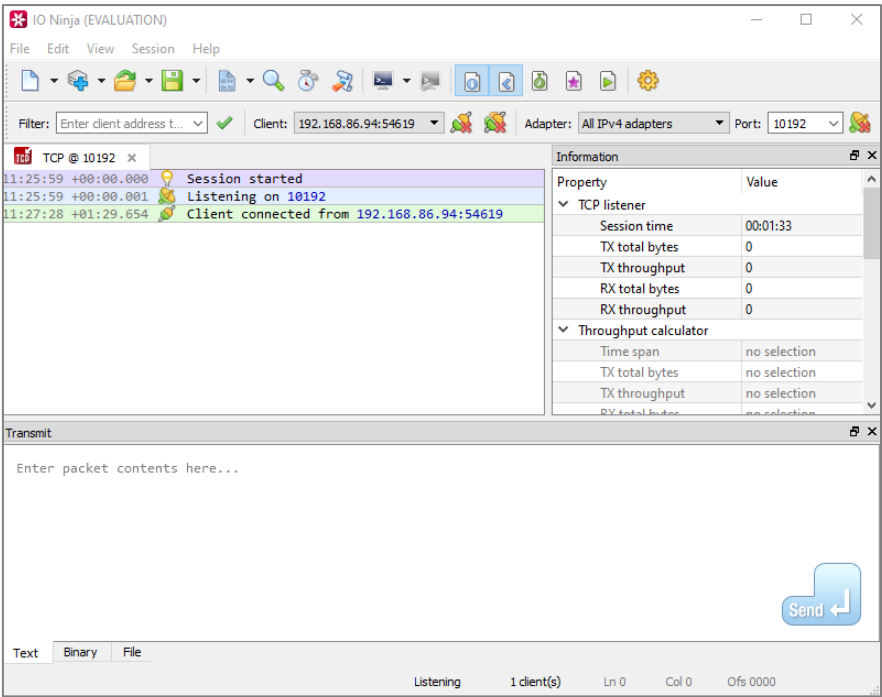 IO Ninja (EVALUATION)
File Edit View Session Help
Filter: Enter client address t... Client: 192.168.86.94:54619 Adapter: All IPv4 adapters Port: 10192
TCP TCP @ 10192
Information
11:25:59 +00:00.000 Session started
11:25:59 +00:00.001 Listening on 10192
11:27:28 +01:29.654 Client connected from 192.168.86.94:54619
Property Value
TCP listener
Session time 00:01:33
TX total bytes 0
TX throughput 0
RX total bytes 0
RX throughput 0
Throughput calculator
Time span no selection
TX total bytes no selection
TX throughput no selection
RX total bytes no selection
Transmit
Enter packet contents here...
Send
Text Binary File
Listening 1 client(s) Ln 0 Col 0 Ofs 0000